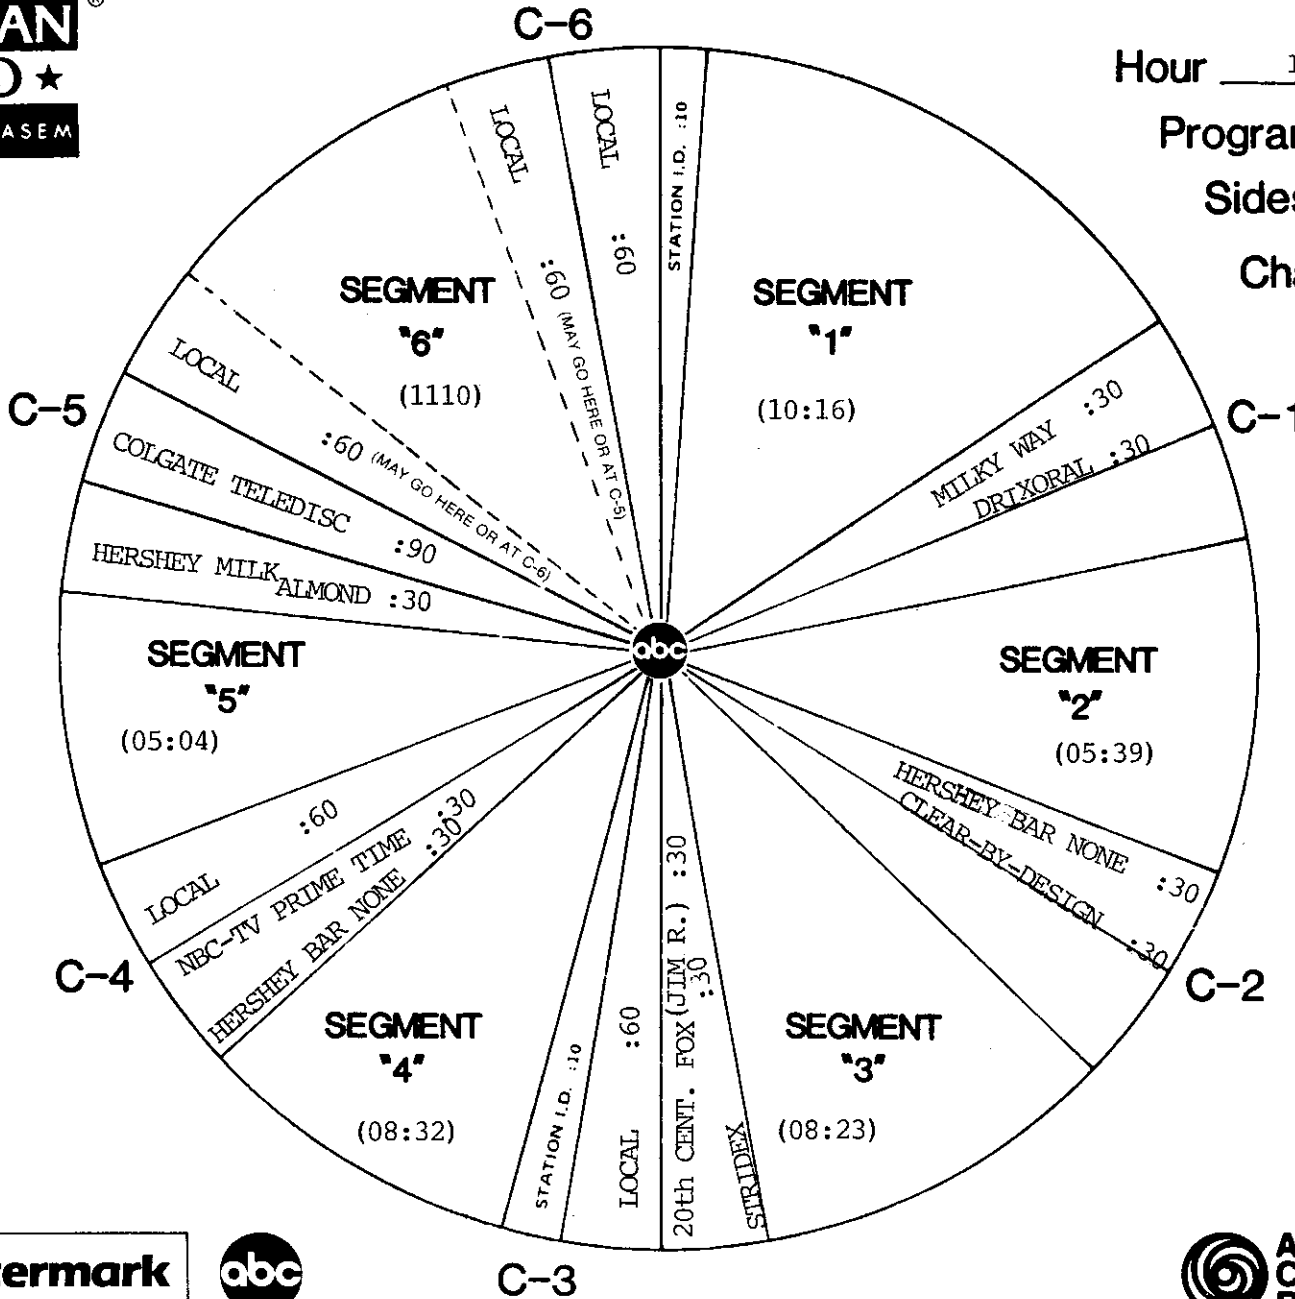 AN
®
O ★
ASEM
C-6
Hour
Progra
Sides
Cha
STATION I.D. :10
SEGMENT
"1"
(10:16)
MILKY WAY :30
DRIXORAL :30
C-1
SEGMENT
"2"
(05:39)
HERSHEY BAR NONE :30
CLEAR-BY-DESIGN :30
C-2
SEGMENT
"3"
(08:23)
STRIDEX :30
20th CENT. FOX (JIM R.) :30
LOCAL :60
STATION I.D. :10
C-3
SEGMENT
"4"
(08:32)
HERSHEY BAR NONE :30
NBC-TV PRIME TIME :30
LOCAL :60
C-4
SEGMENT
"5"
(05:04)
HERSHEY MILK
ALMOND :30
COLGATE TELEDISC :90
LOCAL :60 (MAY GO HERE OR AT C-6)
C-5
SEGMENT
"6"
(1110)
LOCAL :60 (MAY GO HERE OR AT C-5)
LOCAL :60
abc
termark
abc
A
C